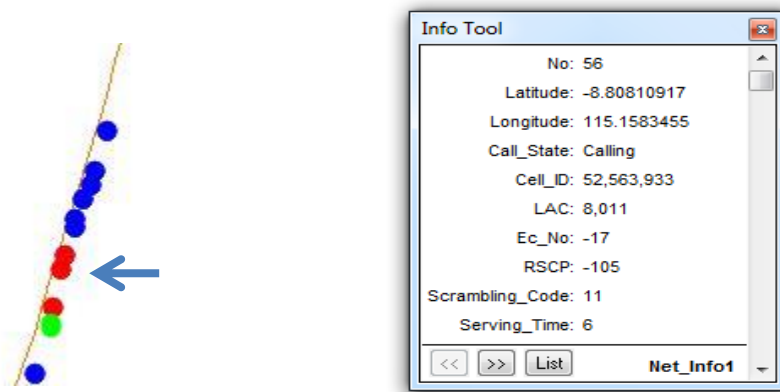 Info Tool
No: 56
Latitude: -8.80810917
Longitude: 115.1583455
Call_State: Calling
Cell_ID: 52,563,933
LAC: 8,011
Ec_No: -17
RSCP: -105
Scrambling_Code: 11
Serving_Time: 6
<< >> List Net_Info1